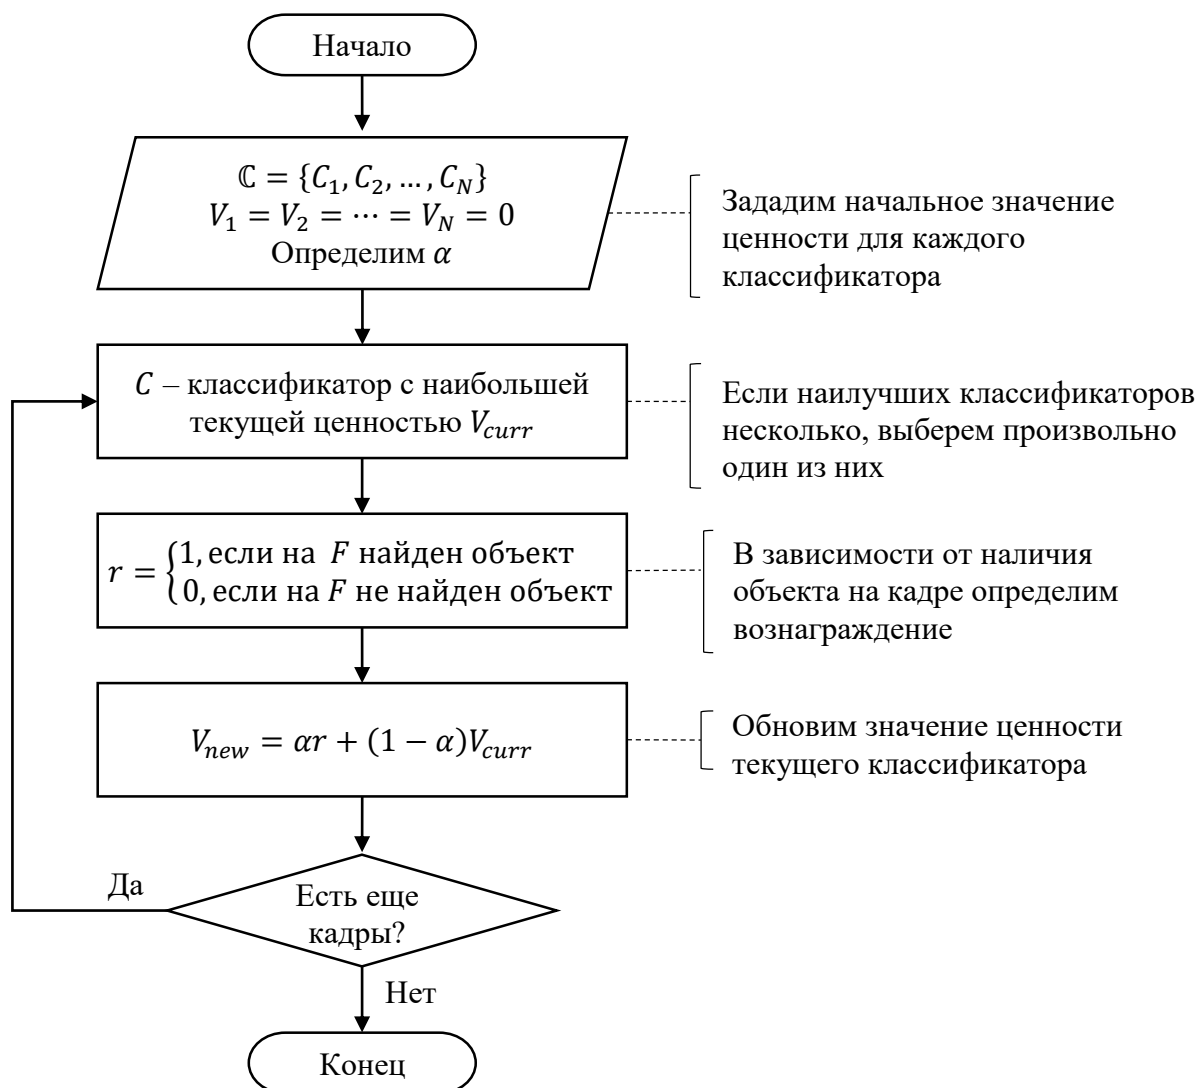 Начало
ℂ = {C₁, C₂, …, C_N}
V₁ = V₂ = ⋯ = V_N = 0
Определим α
Зададим начальное значение
ценности для каждого
классификатора
C – классификатор с наибольшей
текущей ценностью V_curr
Если наилучших классификаторов
несколько, выберем произвольно
один из них
r = {1, если на F найден объект
0, если на F не найден объект
В зависимости от наличия
объекта на кадре определим
вознаграждение
V_new = αr + (1 − α)V_curr
Обновим значение ценности
текущего классификатора
Да
Есть еще
кадры?
Нет
Конец